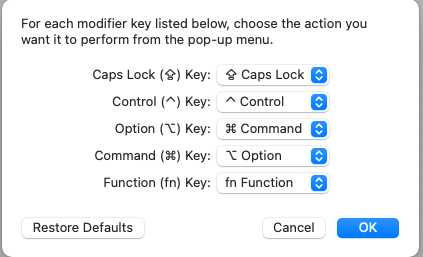 For each modifier key listed below, choose the action you
want it to perform from the pop-up menu.
Caps Lock (⇪) Key: ⇪ Caps Lock
Control (^) Key: ^ Control
Option (⌥) Key: ⌘ Command
Command (⌘) Key: ⌥ Option
Function (fn) Key: fn Function
Restore Defaults Cancel OK